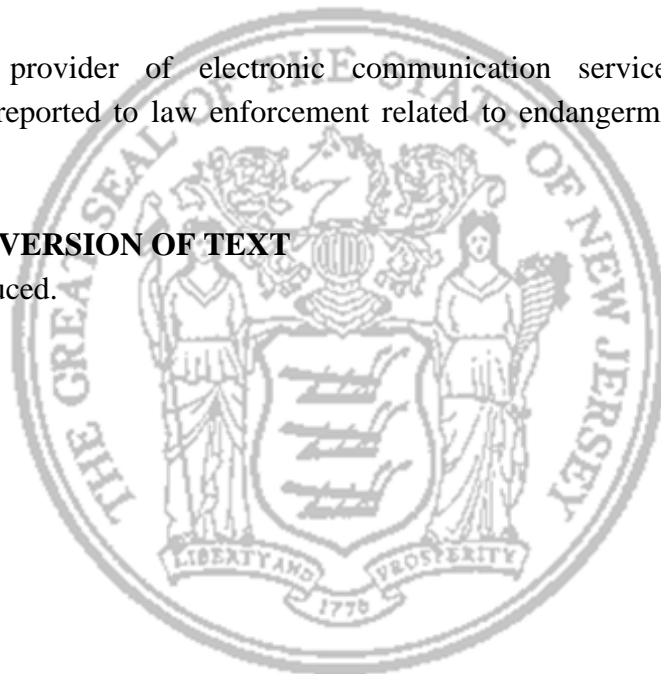 provider of electronic communication service
reported to law enforcement related to endangerm
VERSION OF TEXT
uced.
THE GREAT SEAL OF THE STATE OF NEW JERSEY
LIBERTY AND PROSPERITY
1776